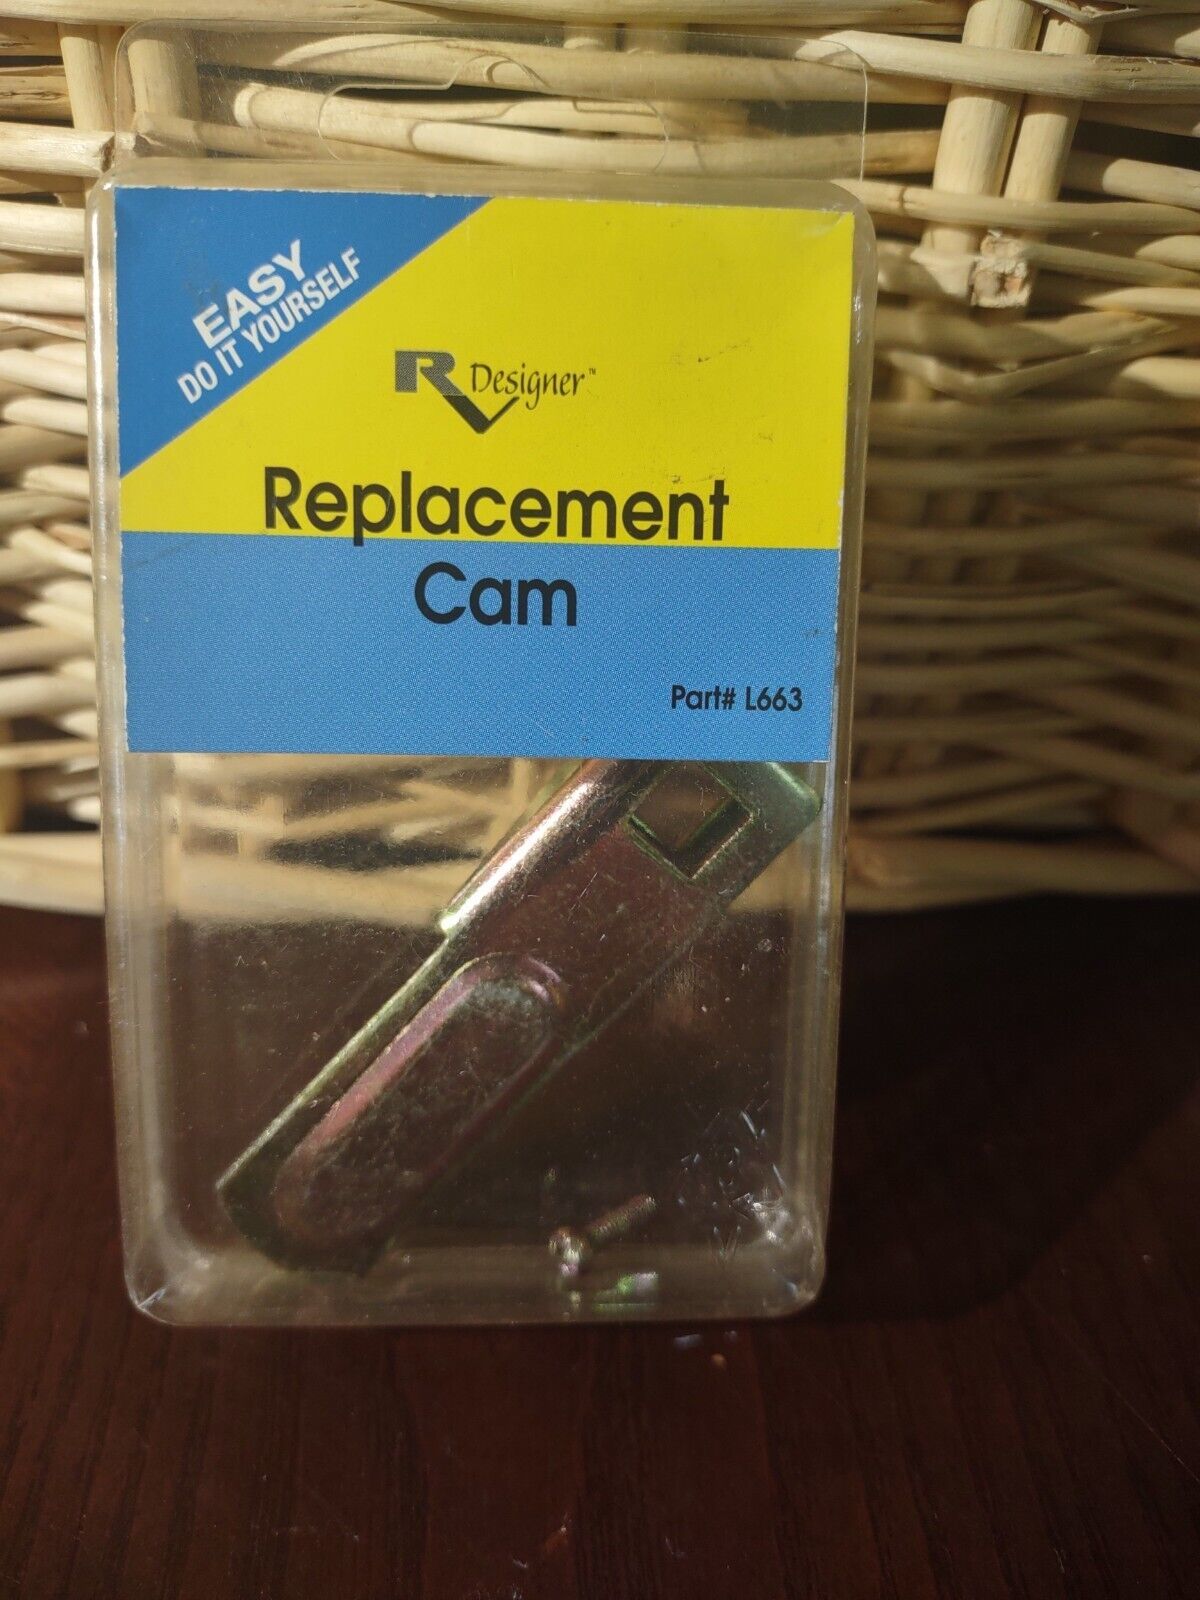 EASY
DO IT YOURSELF
RV Designer™
Replacement
Cam
Part# L663